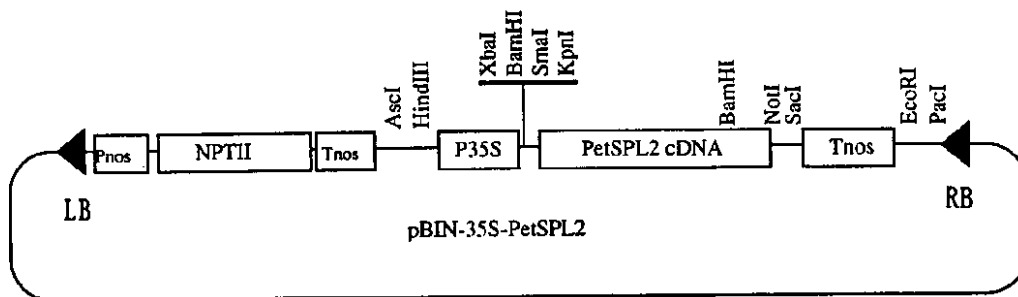 XbaI
BamHI
SmaI
KpnI
AscI
HindIII
BamHI
NotI
SacI
EcoRI
PacI
Pnos
NPTII
Tnos
P35S
PetSPL2 cDNA
Tnos
LB
RB
pBIN-35S-PetSPL2